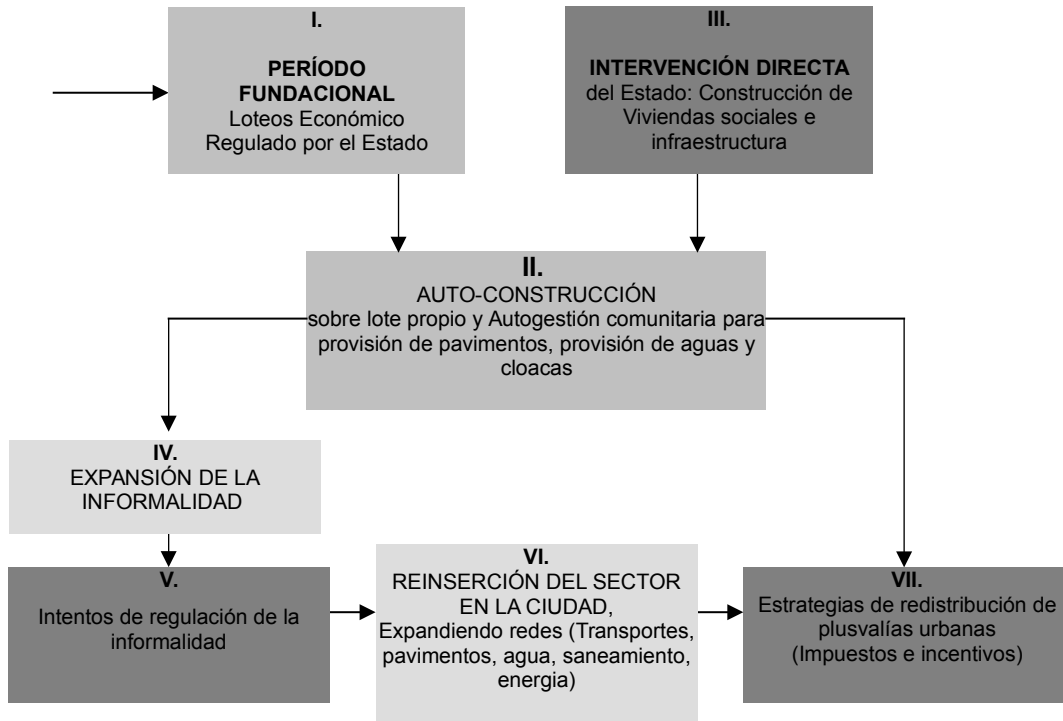 I.
PERÍODO
FUNDACIONAL
Loteos Económico
Regulado por el Estado
III.
INTERVENCIÓN DIRECTA
del Estado: Construcción de
Viviendas sociales e
infraestructura
II.
AUTO-CONSTRUCCIÓN
sobre lote propio y Autogestión comunitaria para
provisión de pavimentos, provisión de aguas y
cloacas
IV.
EXPANSIÓN DE LA
INFORMALIDAD
V.
Intentos de regulación de la
informalidad
VI.
REINSERCIÓN DEL SECTOR
EN LA CIUDAD,
Expandiendo redes (Transportes,
pavimentos, agua, saneamiento,
energia)
VII.
Estrategias de redistribución de
plusvalías urbanas
(Impuestos e incentivos)